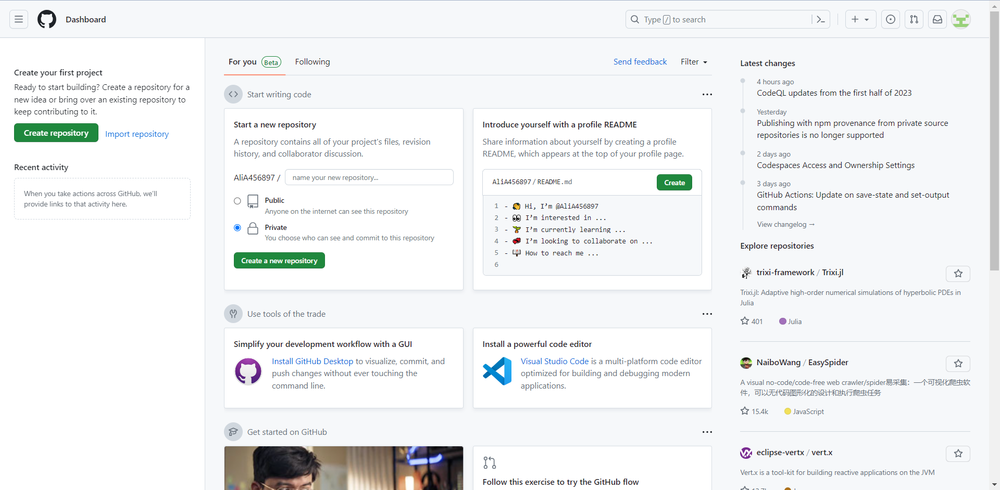 Dashboard
Type / to search
Create your first project
Ready to start building? Create a repository for a
new idea or bring over an existing repository to
keep contributing to it.
Create repository
Import repository
Recent activity
When you take actions across GitHub, we'll
provide links to that activity here.
For you Beta
Following
Send feedback
Filter
Start writing code
Start a new repository
A repository contains all of your project's files, revision
history, and collaborator discussion.
AliA456897 /
name your new repository...
Public
Anyone on the internet can see this repository
Private
You choose who can see and commit to this repository
Create a new repository
Introduce yourself with a profile README
Share information about yourself by creating a profile
README, which appears at the top of your profile page.
AliA456897 / README.md
Create
1 - 👋 Hi, I’m @AliA456897
2 - 👀 I’m interested in ...
3 - 🌱 I’m currently learning ...
4 - 💞️ I’m looking to collaborate on ...
5 - 📫 How to reach me ...
6
Use tools of the trade
Simplify your development workflow with a GUI
Install GitHub Desktop to visualize, commit, and
push changes without ever touching the
command line.
Install a powerful code editor
Visual Studio Code is a multi-platform code editor
optimized for building and debugging modern
applications.
Get started on GitHub
Follow this exercise to try the GitHub flow
Latest changes
4 hours ago
CodeQL updates from the first half of 2023
Yesterday
Publishing with npm provenance from private source
repositories is no longer supported
2 days ago
Codespaces Access and Ownership Settings
3 days ago
GitHub Actions: Update on save-state and set-output
commands
View changelog →
Explore repositories
trixi-framework / Trixi.jl
Trixi.jl: Adaptive high-order numerical simulations of hyperbolic PDEs in
Julia
401 Julia
NaiboWang / EasySpider
A visual no-code/code-free web crawler/spider易采集：一个可视化爬虫软
件，可以无代码图形化的设计和执行爬虫任务
15.4k JavaScript
eclipse-vertx / vert.x
Vert.x is a tool-kit for building reactive applications on the JVM